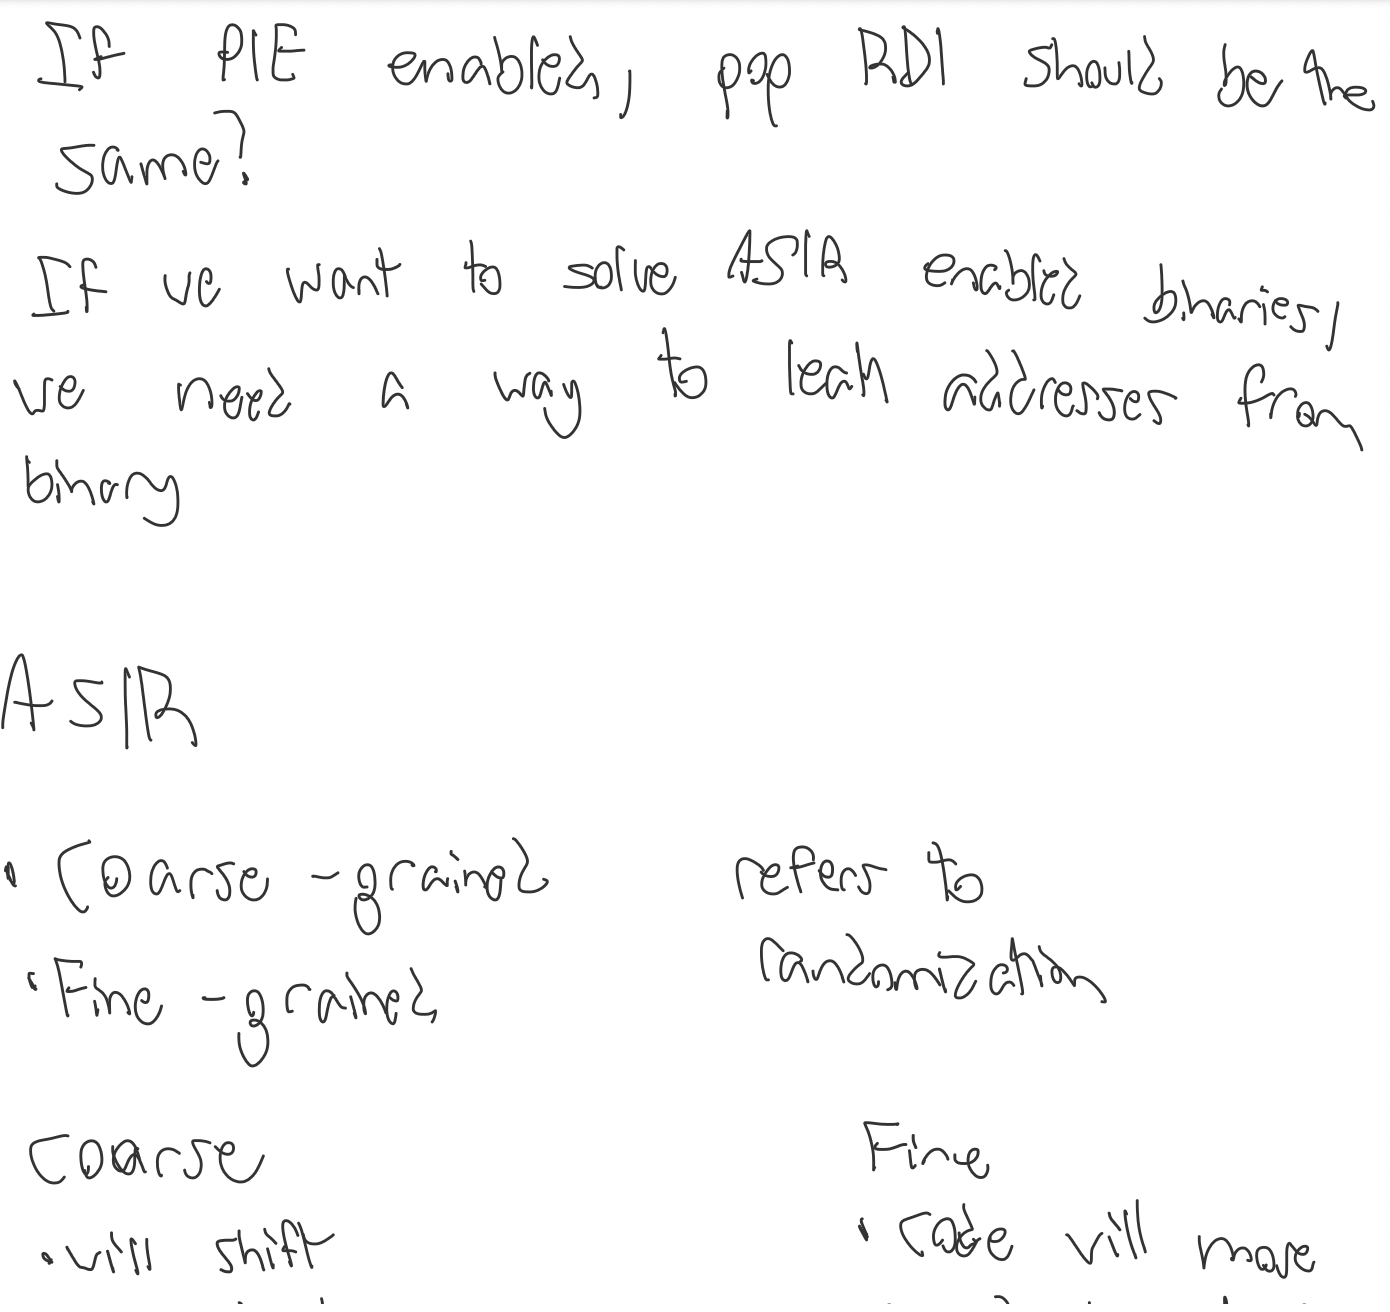 If PIE enabled, pop RDI should be the
same?
If we want to solve ASlR enabled binaries,
we need a way to leak addresses from
binary
ASlR
• Coarse-grained refers to
randomization
• Fine-grained
Coarse Fine
• will shift • Code will move